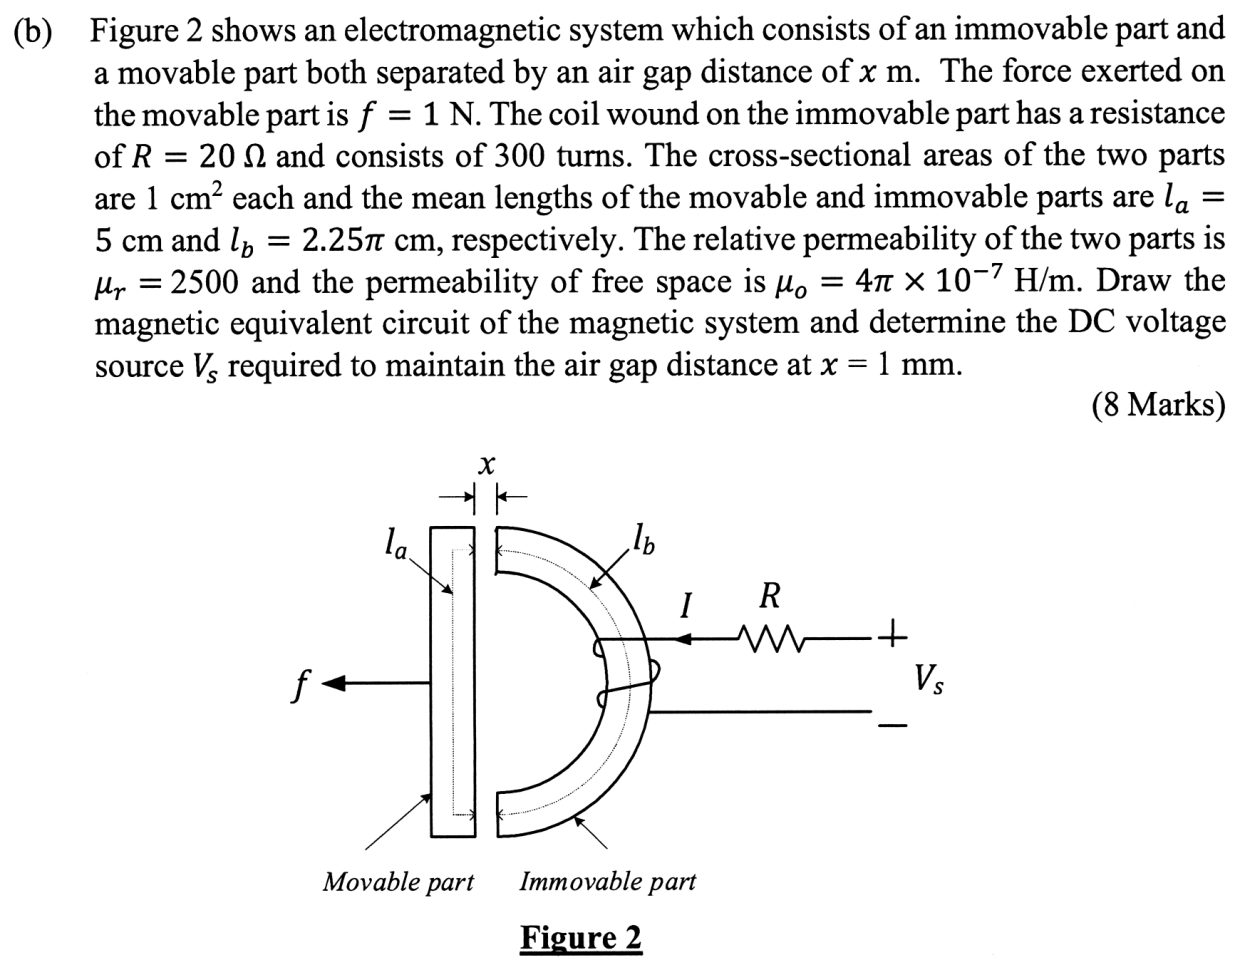 (b) Figure 2 shows an electromagnetic system which consists of an immovable part and
a movable part both separated by an air gap distance of x m. The force exerted on
the movable part is f = 1 N. The coil wound on the immovable part has a resistance
of R = 20 Ω and consists of 300 turns. The cross-sectional areas of the two parts
are 1 cm² each and the mean lengths of the movable and immovable parts are lₐ =
5 cm and l_b = 2.25π cm, respectively. The relative permeability of the two parts is
μᵣ = 2500 and the permeability of free space is μₒ = 4π × 10⁻⁷ H/m. Draw the
magnetic equivalent circuit of the magnetic system and determine the DC voltage
source Vₛ required to maintain the air gap distance at x = 1 mm.
(8 Marks)
x
lₐ
l_b
I
R
+
f
Vₛ
−
Movable part
Immovable part
Figure 2